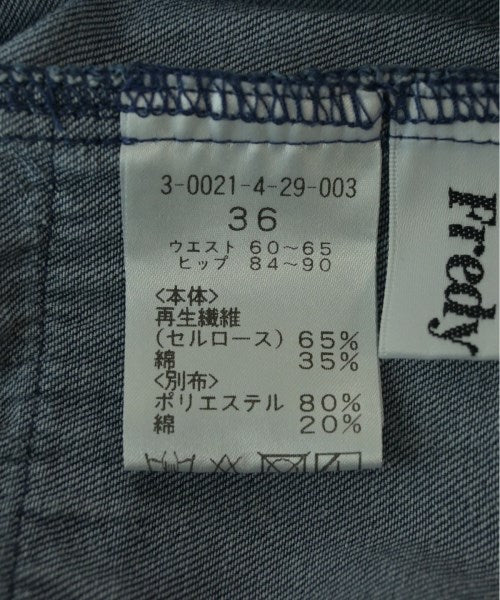 3-0021-4-29-003
36
ウエスト 60～65
ヒップ 84～90
〈本体〉
再生繊維
(セルロース) 65%
綿 35%
〈別布〉
ポリエステル 80%
綿 20%
Fredy